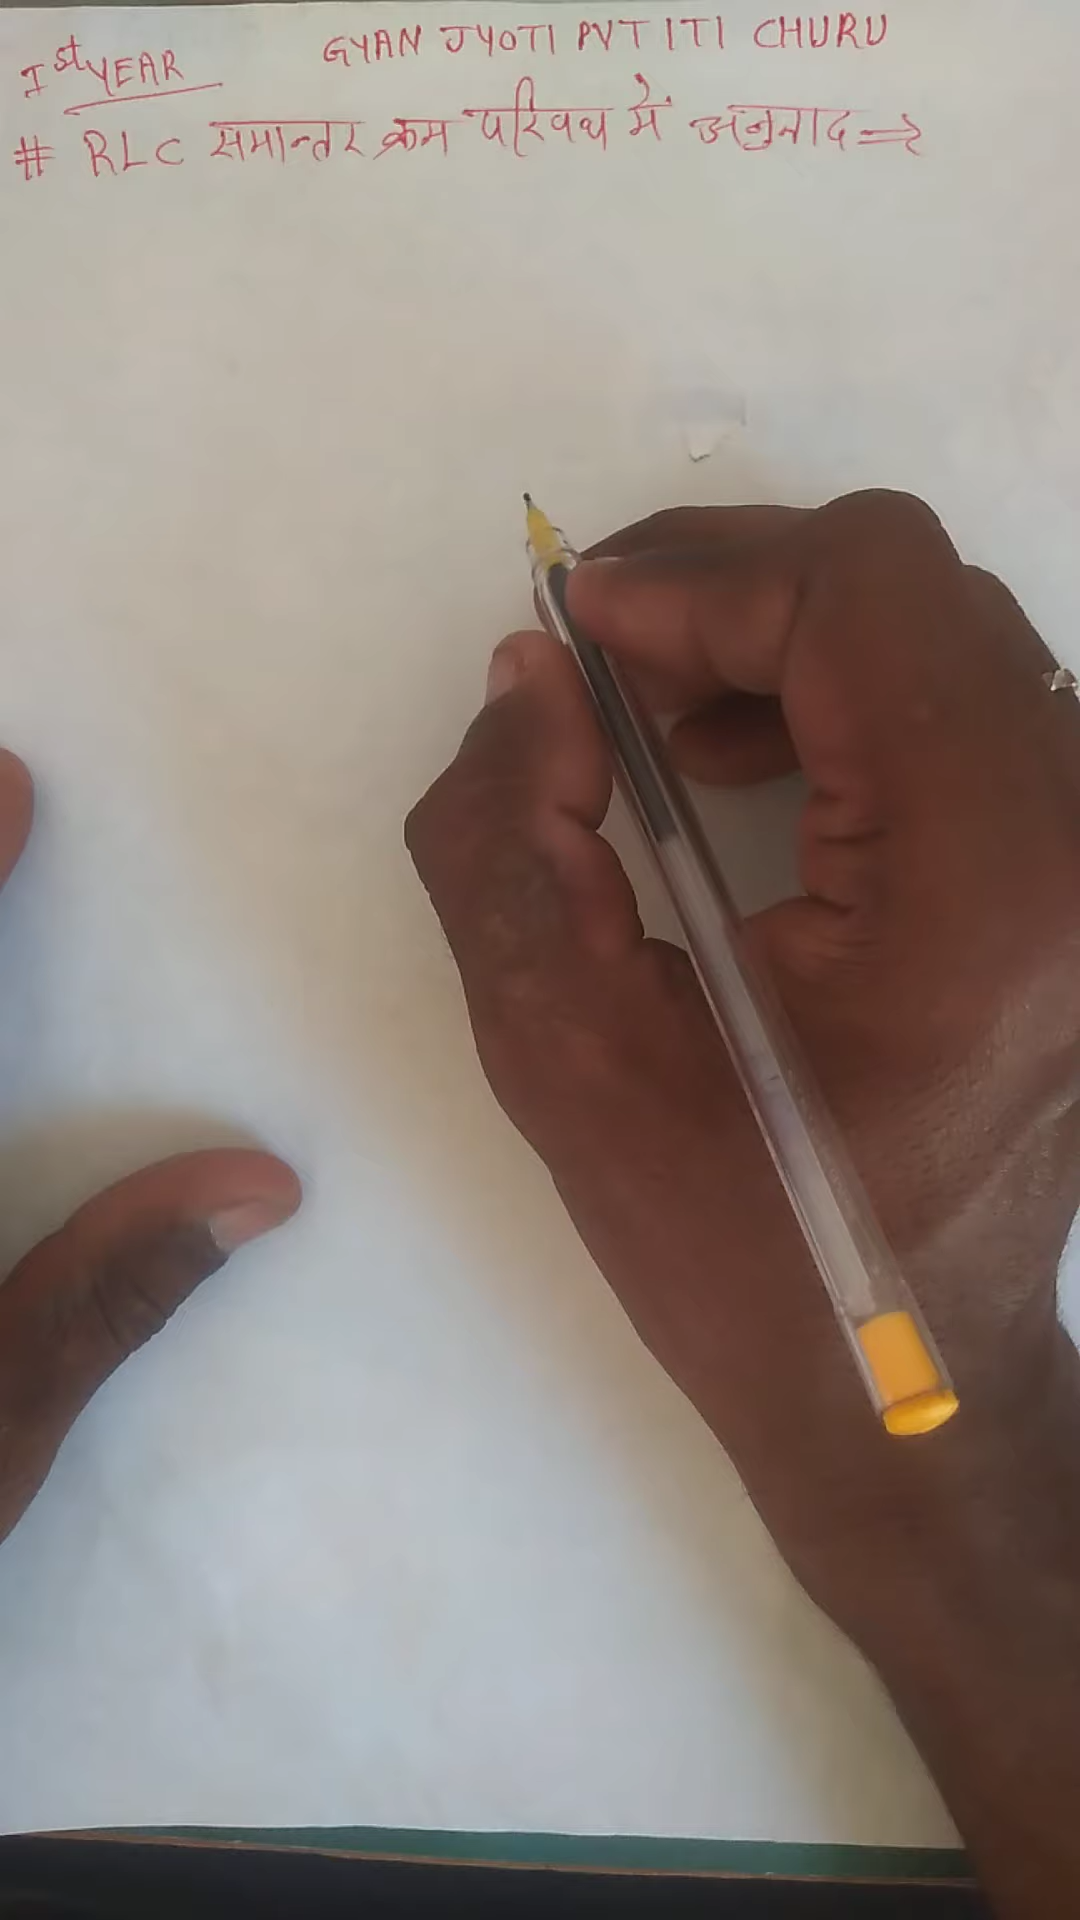 Ist YEAR GYAN JYOTI PVT ITI CHURU
# RLC समान्तर क्रम परिपथ में अनुनाद ⇒